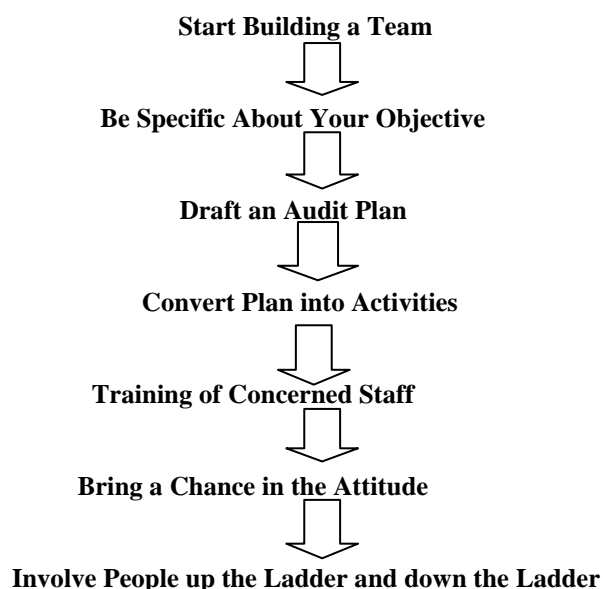 Start Building a Team
Be Specific About Your Objective
Draft an Audit Plan
Convert Plan into Activities
Training of Concerned Staff
Bring a Chance in the Attitude
Involve People up the Ladder and down the Ladder